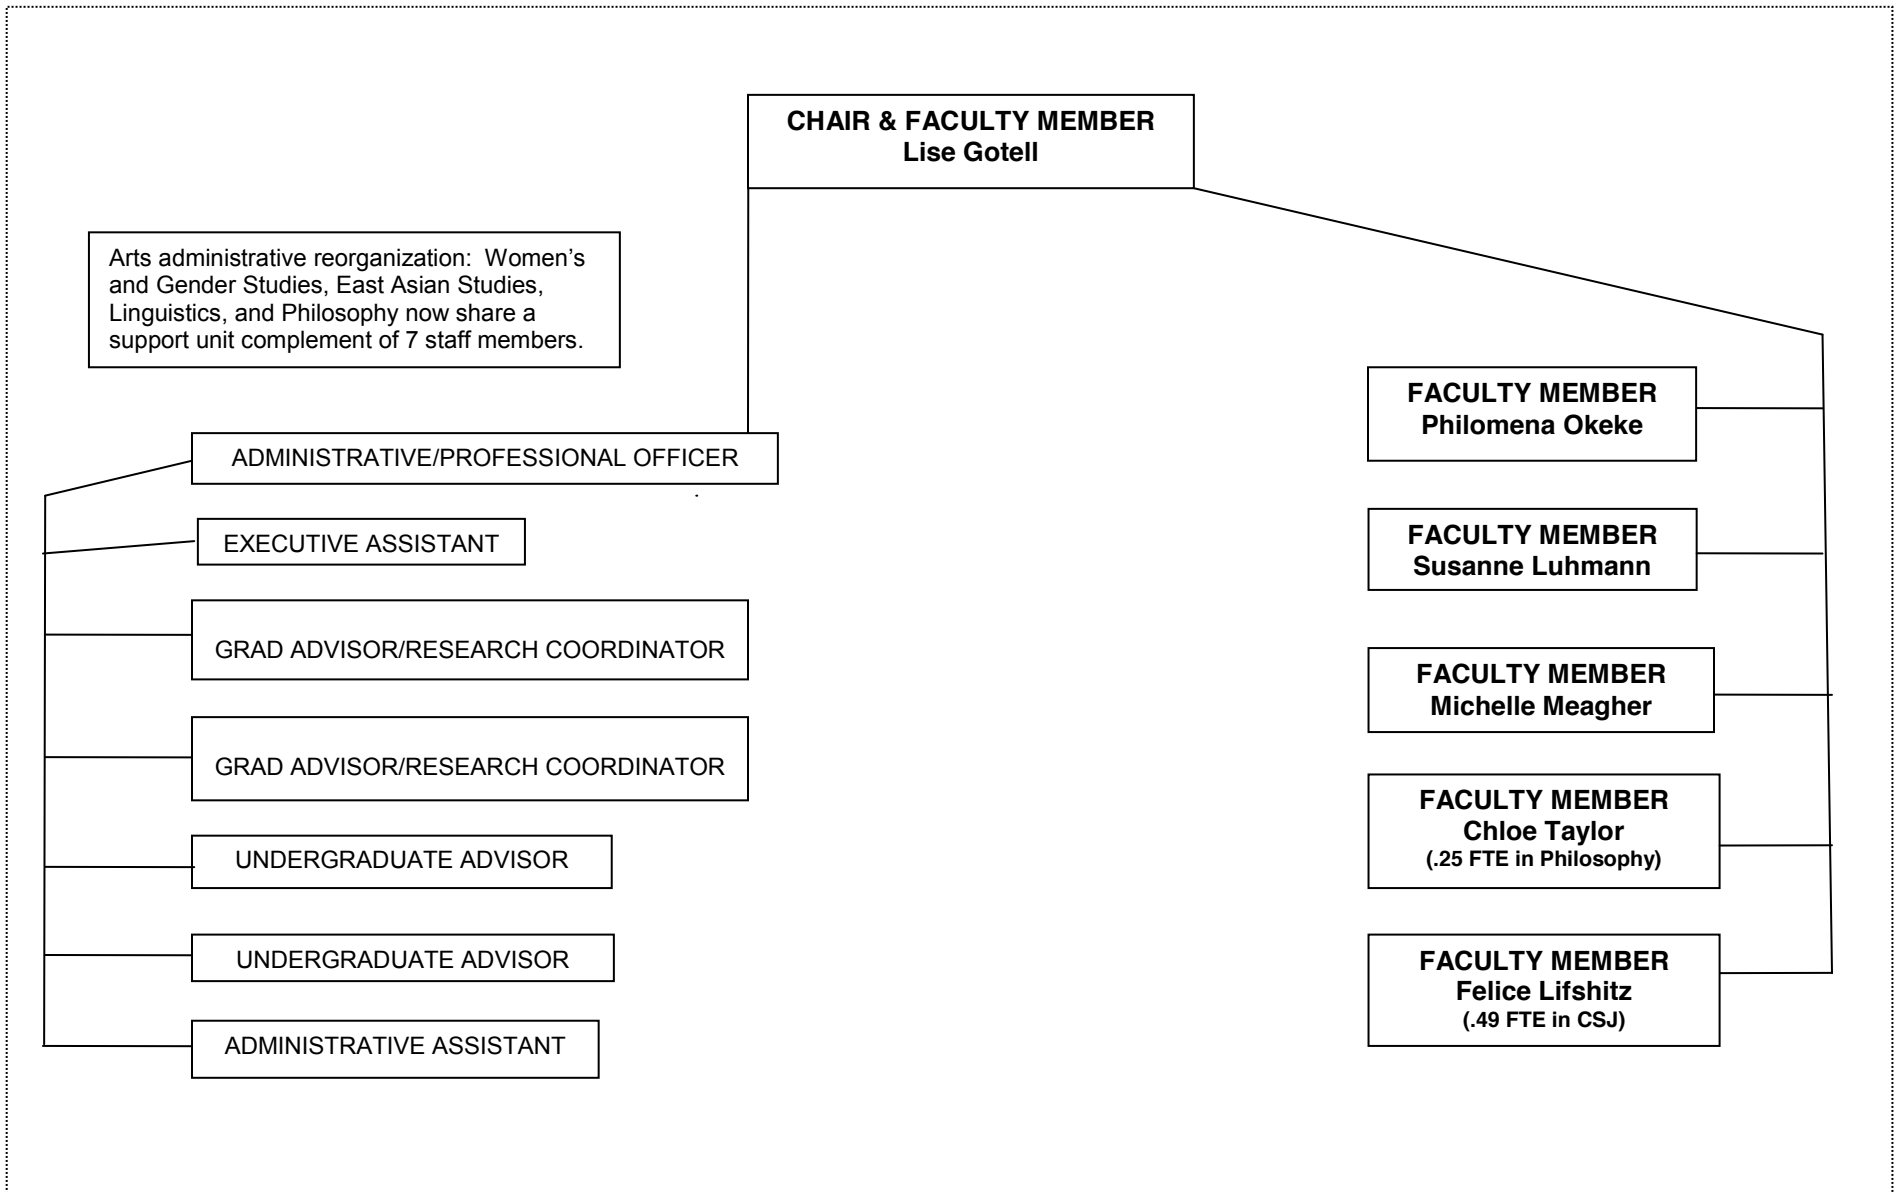 CHAIR & FACULTY MEMBER
Lise Gotell
Arts administrative reorganization:  Women’s
and Gender Studies, East Asian Studies,
Linguistics, and Philosophy now share a
support unit complement of 7 staff members.
ADMINISTRATIVE/PROFESSIONAL OFFICER
EXECUTIVE ASSISTANT
GRAD ADVISOR/RESEARCH COORDINATOR
GRAD ADVISOR/RESEARCH COORDINATOR
UNDERGRADUATE ADVISOR
UNDERGRADUATE ADVISOR
ADMINISTRATIVE ASSISTANT
FACULTY MEMBER
Philomena Okeke
FACULTY MEMBER
Susanne Luhmann
FACULTY MEMBER
Michelle Meagher
FACULTY MEMBER
Chloe Taylor
(.25 FTE in Philosophy)
FACULTY MEMBER
Felice Lifshitz
(.49 FTE in CSJ)